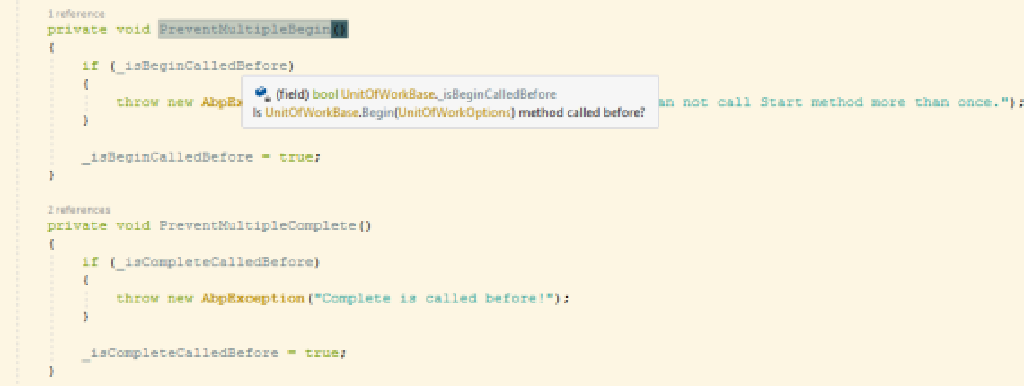 1 reference
private void PreventMultipleBegin()
{
if (_isBeginCalledBefore)
{
throw new AbpEx an not call Start method more than once.");
(field) bool UnitOfWorkBase._isBeginCalledBefore
Is UnitOfWorkBase.Begin(UnitOfWorkOptions) method called before?
}
_isBeginCalledBefore = true;
}
2 references
private void PreventMultipleComplete()
{
if (_isCompleteCalledBefore)
{
throw new AbpException("Complete is called before!");
}
_isCompleteCalledBefore = true;
}